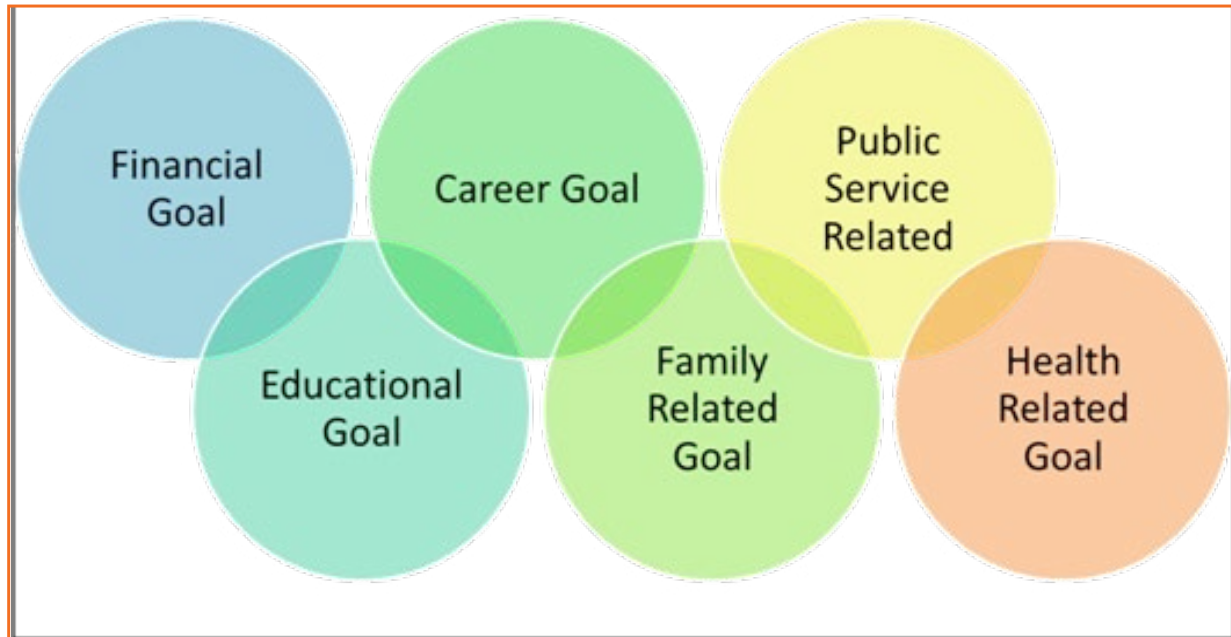 Financial
Goal
Educational
Goal
Career Goal
Family
Related
Goal
Public
Service
Related
Health
Related
Goal